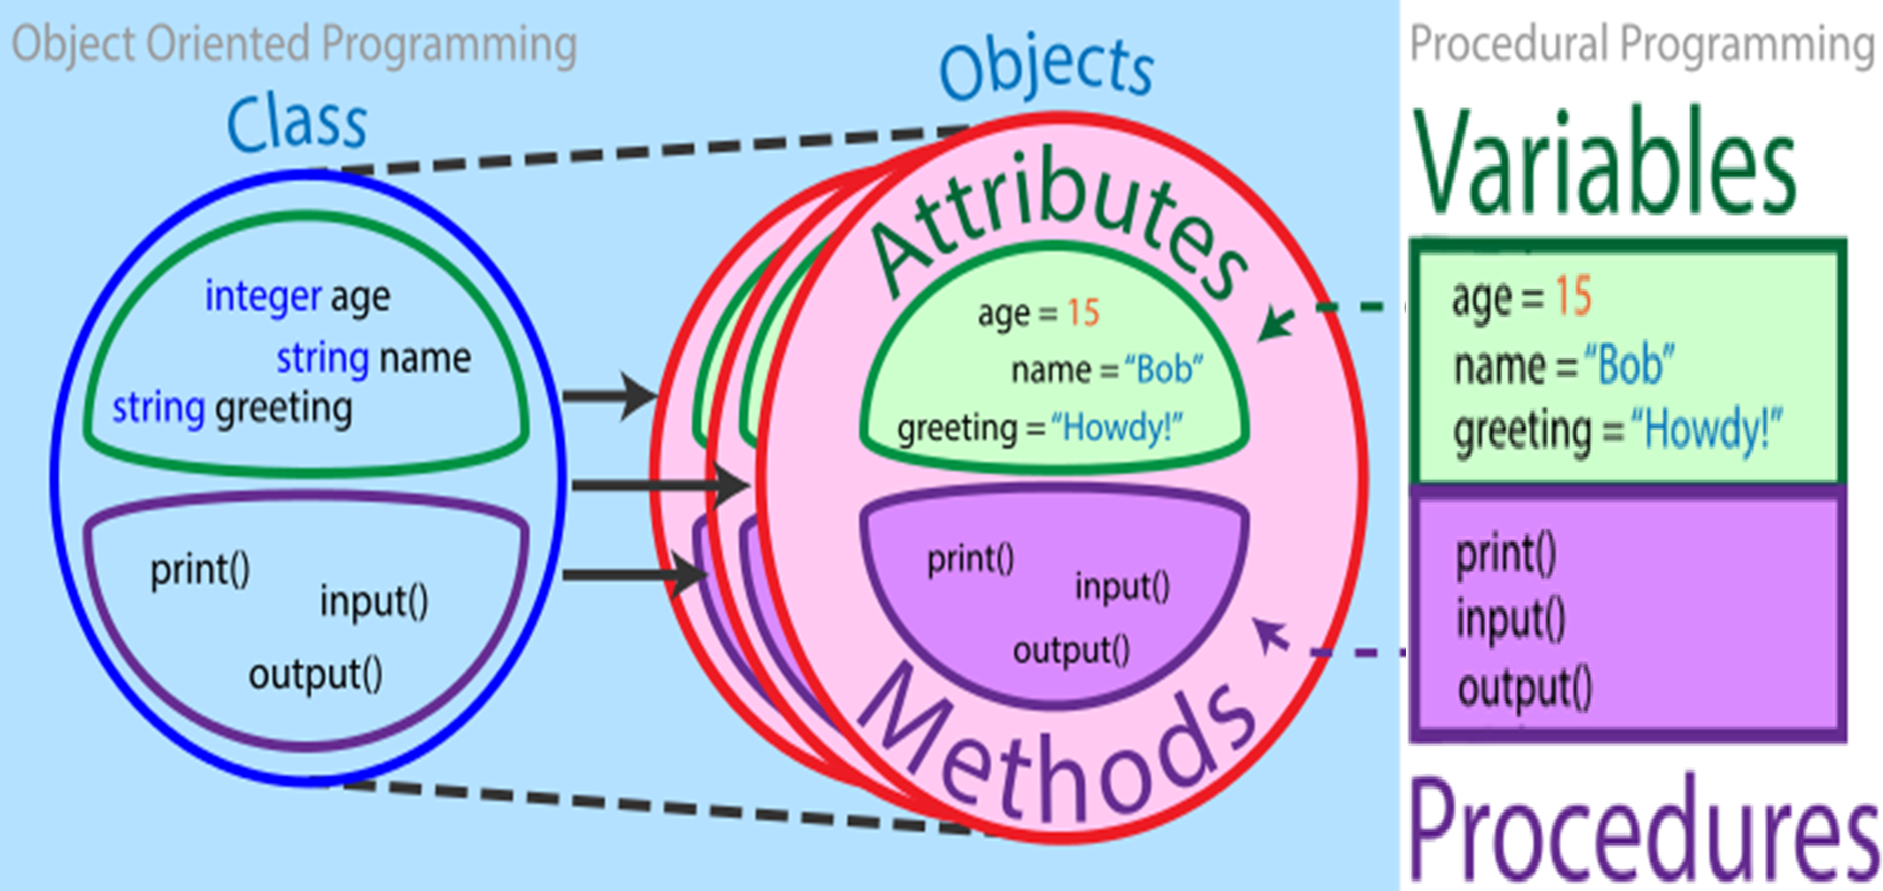 Object Oriented Programming
Class
integer age
string name
string greeting
print()
input()
output()
Objects
Attributes
age = 15
name = “Bob”
greeting = “Howdy!”
print()
input()
output()
Methods
Procedural Programming
Variables
age = 15
name = “Bob”
greeting = “Howdy!”
print()
input()
output()
Procedures